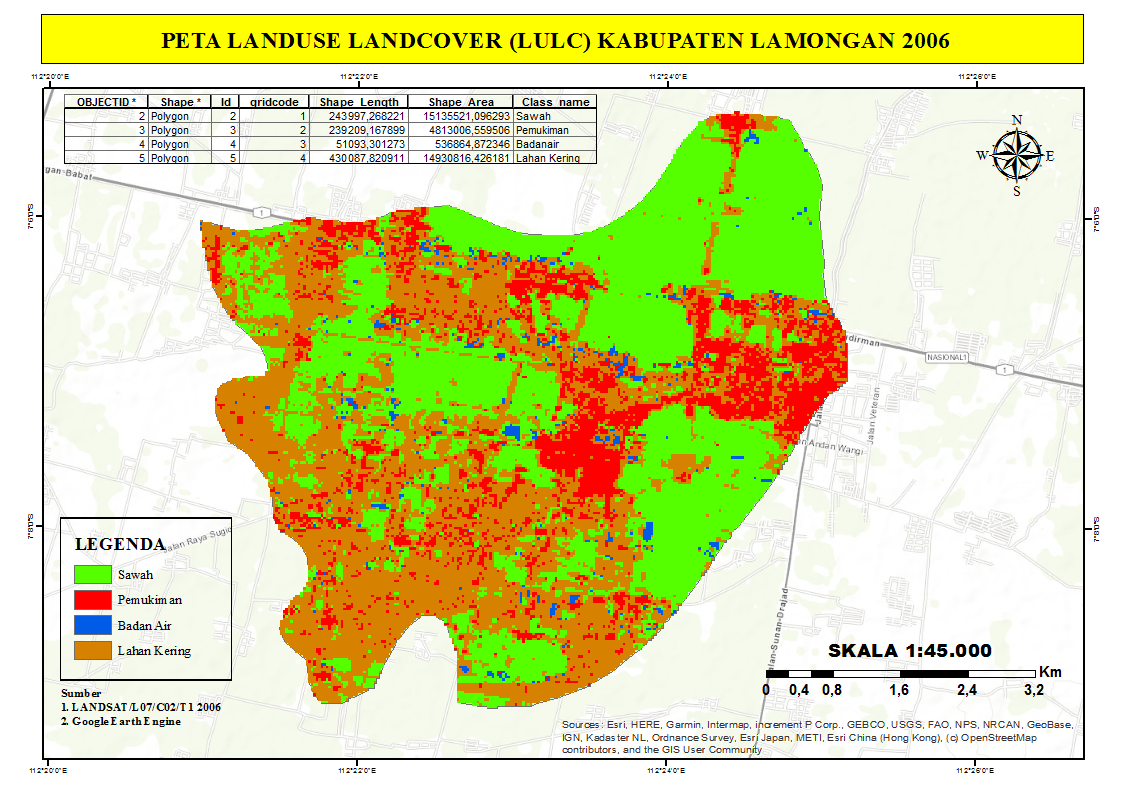 PETA LANDUSE LANDCOVER (LULC) KABUPATEN LAMONGAN 2006
112°20'0"E 112°22'0"E 112°24'0"E 112°26'0"E
OBJECTID * Shape * Id gridcode Shape_Length Shape_Area Class_name
2 Polygon 2 1 243997,268221 15135521,096293 Sawah
3 Polygon 3 2 239209,167899 4813006,559506 Pemukiman
4 Polygon 4 3 51093,301273 536864,872346 Badanair
5 Polygon 5 4 430087,820911 14930816,426181 Lahan Kering
N
W E
S
gan-Babat
1
7°6'0"S 7°6'0"S
dirman
NASIONAL1
1
Jalan Veteran
Jala
n Andan Wangi
7°8'0"S 7°8'0"S
Jalan Raya Sugio
LEGENDA
Sawah
Pemukiman
Badan Air
Lahan Kering
alan-Sunan-Drajad
SKALA 1:45.000
Km
0 0,4 0,8 1,6 2,4 3,2
Sumber
1. LANDSAT/L07/C02/T1 2006
2. Google Earth Engine
Sources: Esri, HERE, Garmin, Intermap, increment P Corp., GEBCO, USGS, FAO, NPS, NRCAN, GeoBase,
IGN, Kadaster NL, Ordnance Survey, Esri Japan, METI, Esri China (Hong Kong), (c) OpenStreetMap
contributors, and the GIS User Community
112°20'0"E 112°22'0"E 112°24'0"E 112°26'0"E